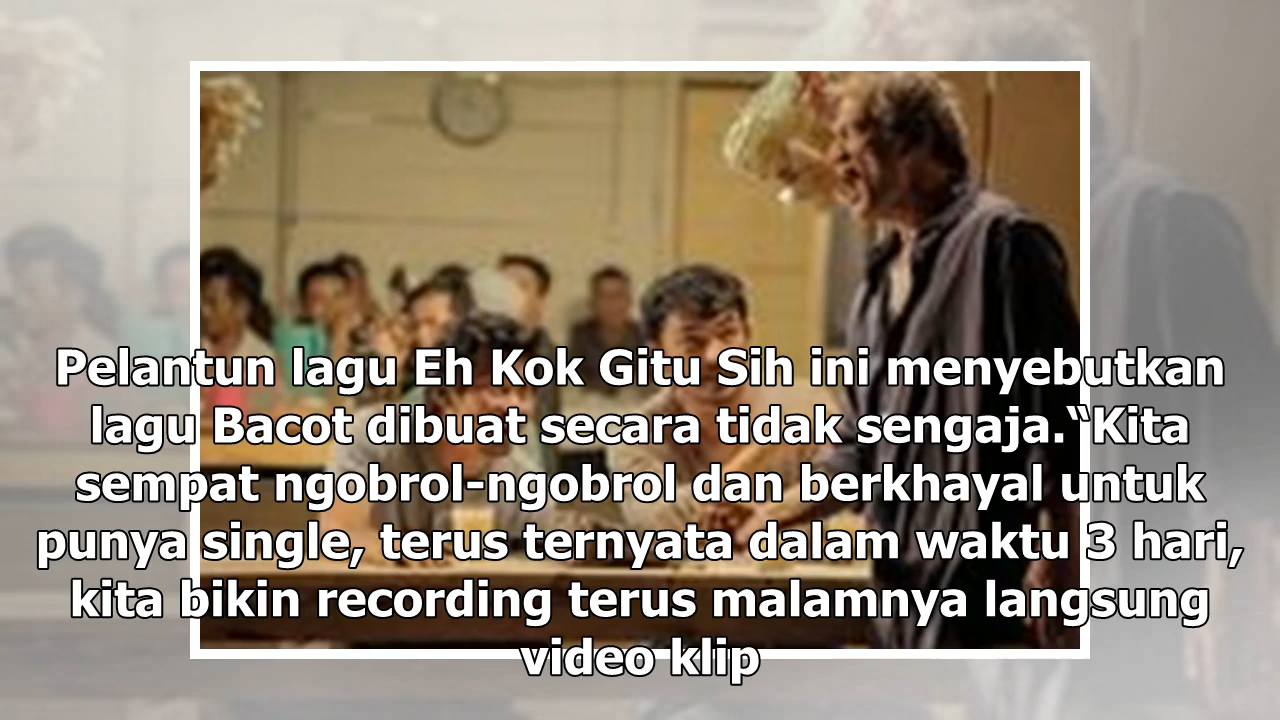 Pelantun lagu Eh Kok Gitu Sih ini menyebutkan
lagu Bacot dibuat secara tidak sengaja.“Kita
sempat ngobrol-ngobrol dan berkhayal untuk
punya single, terus ternyata dalam waktu 3 hari,
kita bikin recording terus malamnya langsung
video klip